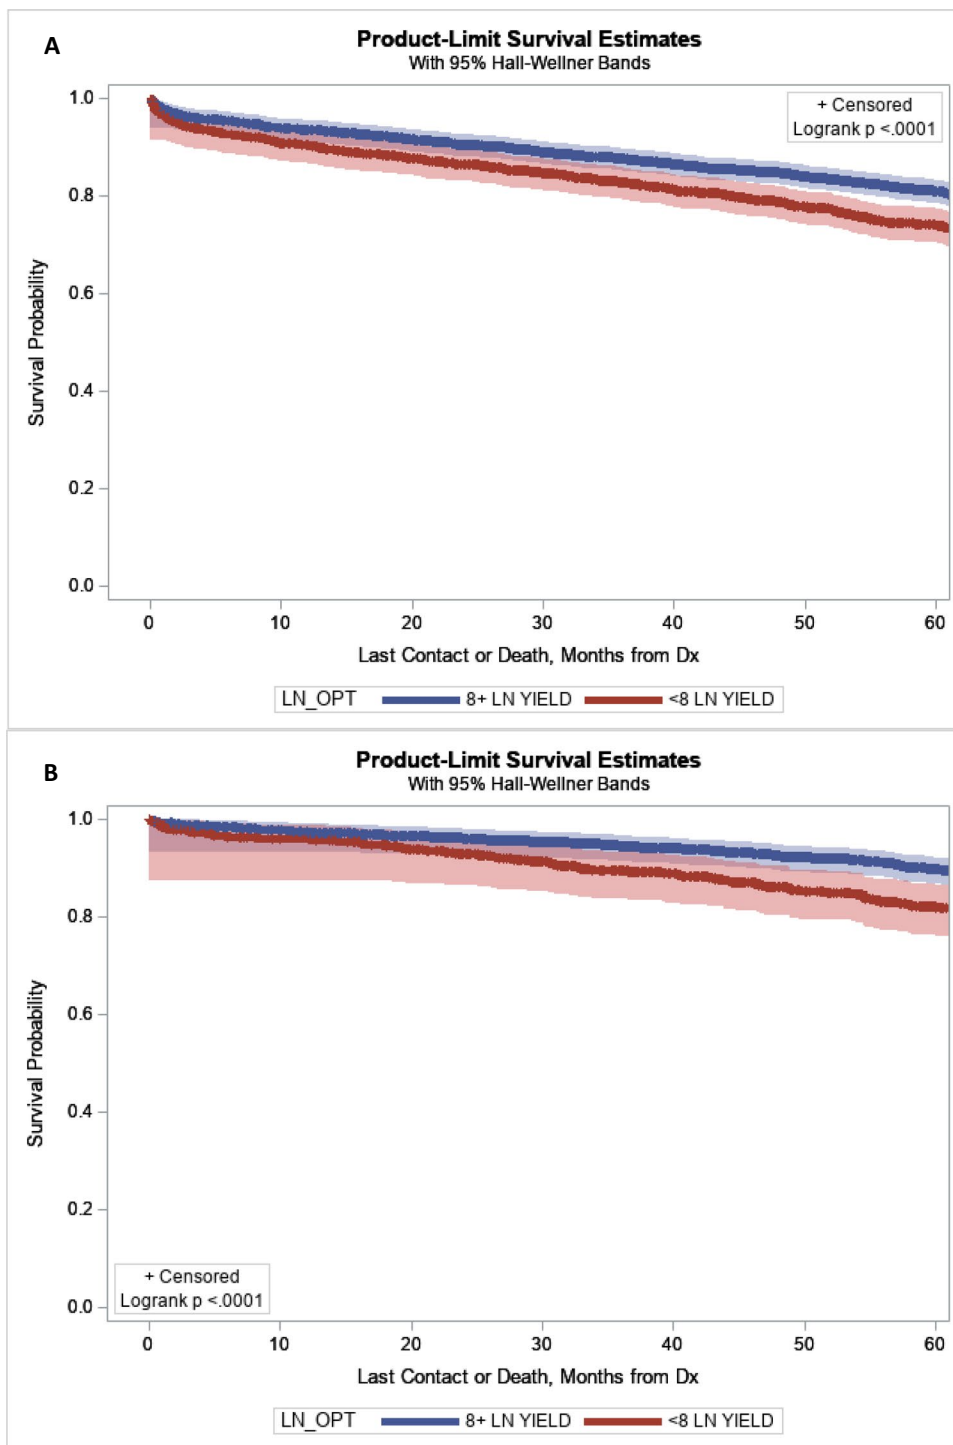 A
Product-Limit Survival Estimates
With 95% Hall-Wellner Bands
+ Censored
Logrank p <.0001
1.0
0.8
0.6
0.4
0.2
0.0
Survival Probability
0 10 20 30 40 50 60
Last Contact or Death, Months from Dx
LN_OPT 8+ LN YIELD <8 LN YIELD
B
Product-Limit Survival Estimates
With 95% Hall-Wellner Bands
1.0
0.8
0.6
0.4
0.2
0.0
Survival Probability
+ Censored
Logrank p <.0001
0 10 20 30 40 50 60
Last Contact or Death, Months from Dx
LN_OPT 8+ LN YIELD <8 LN YIELD